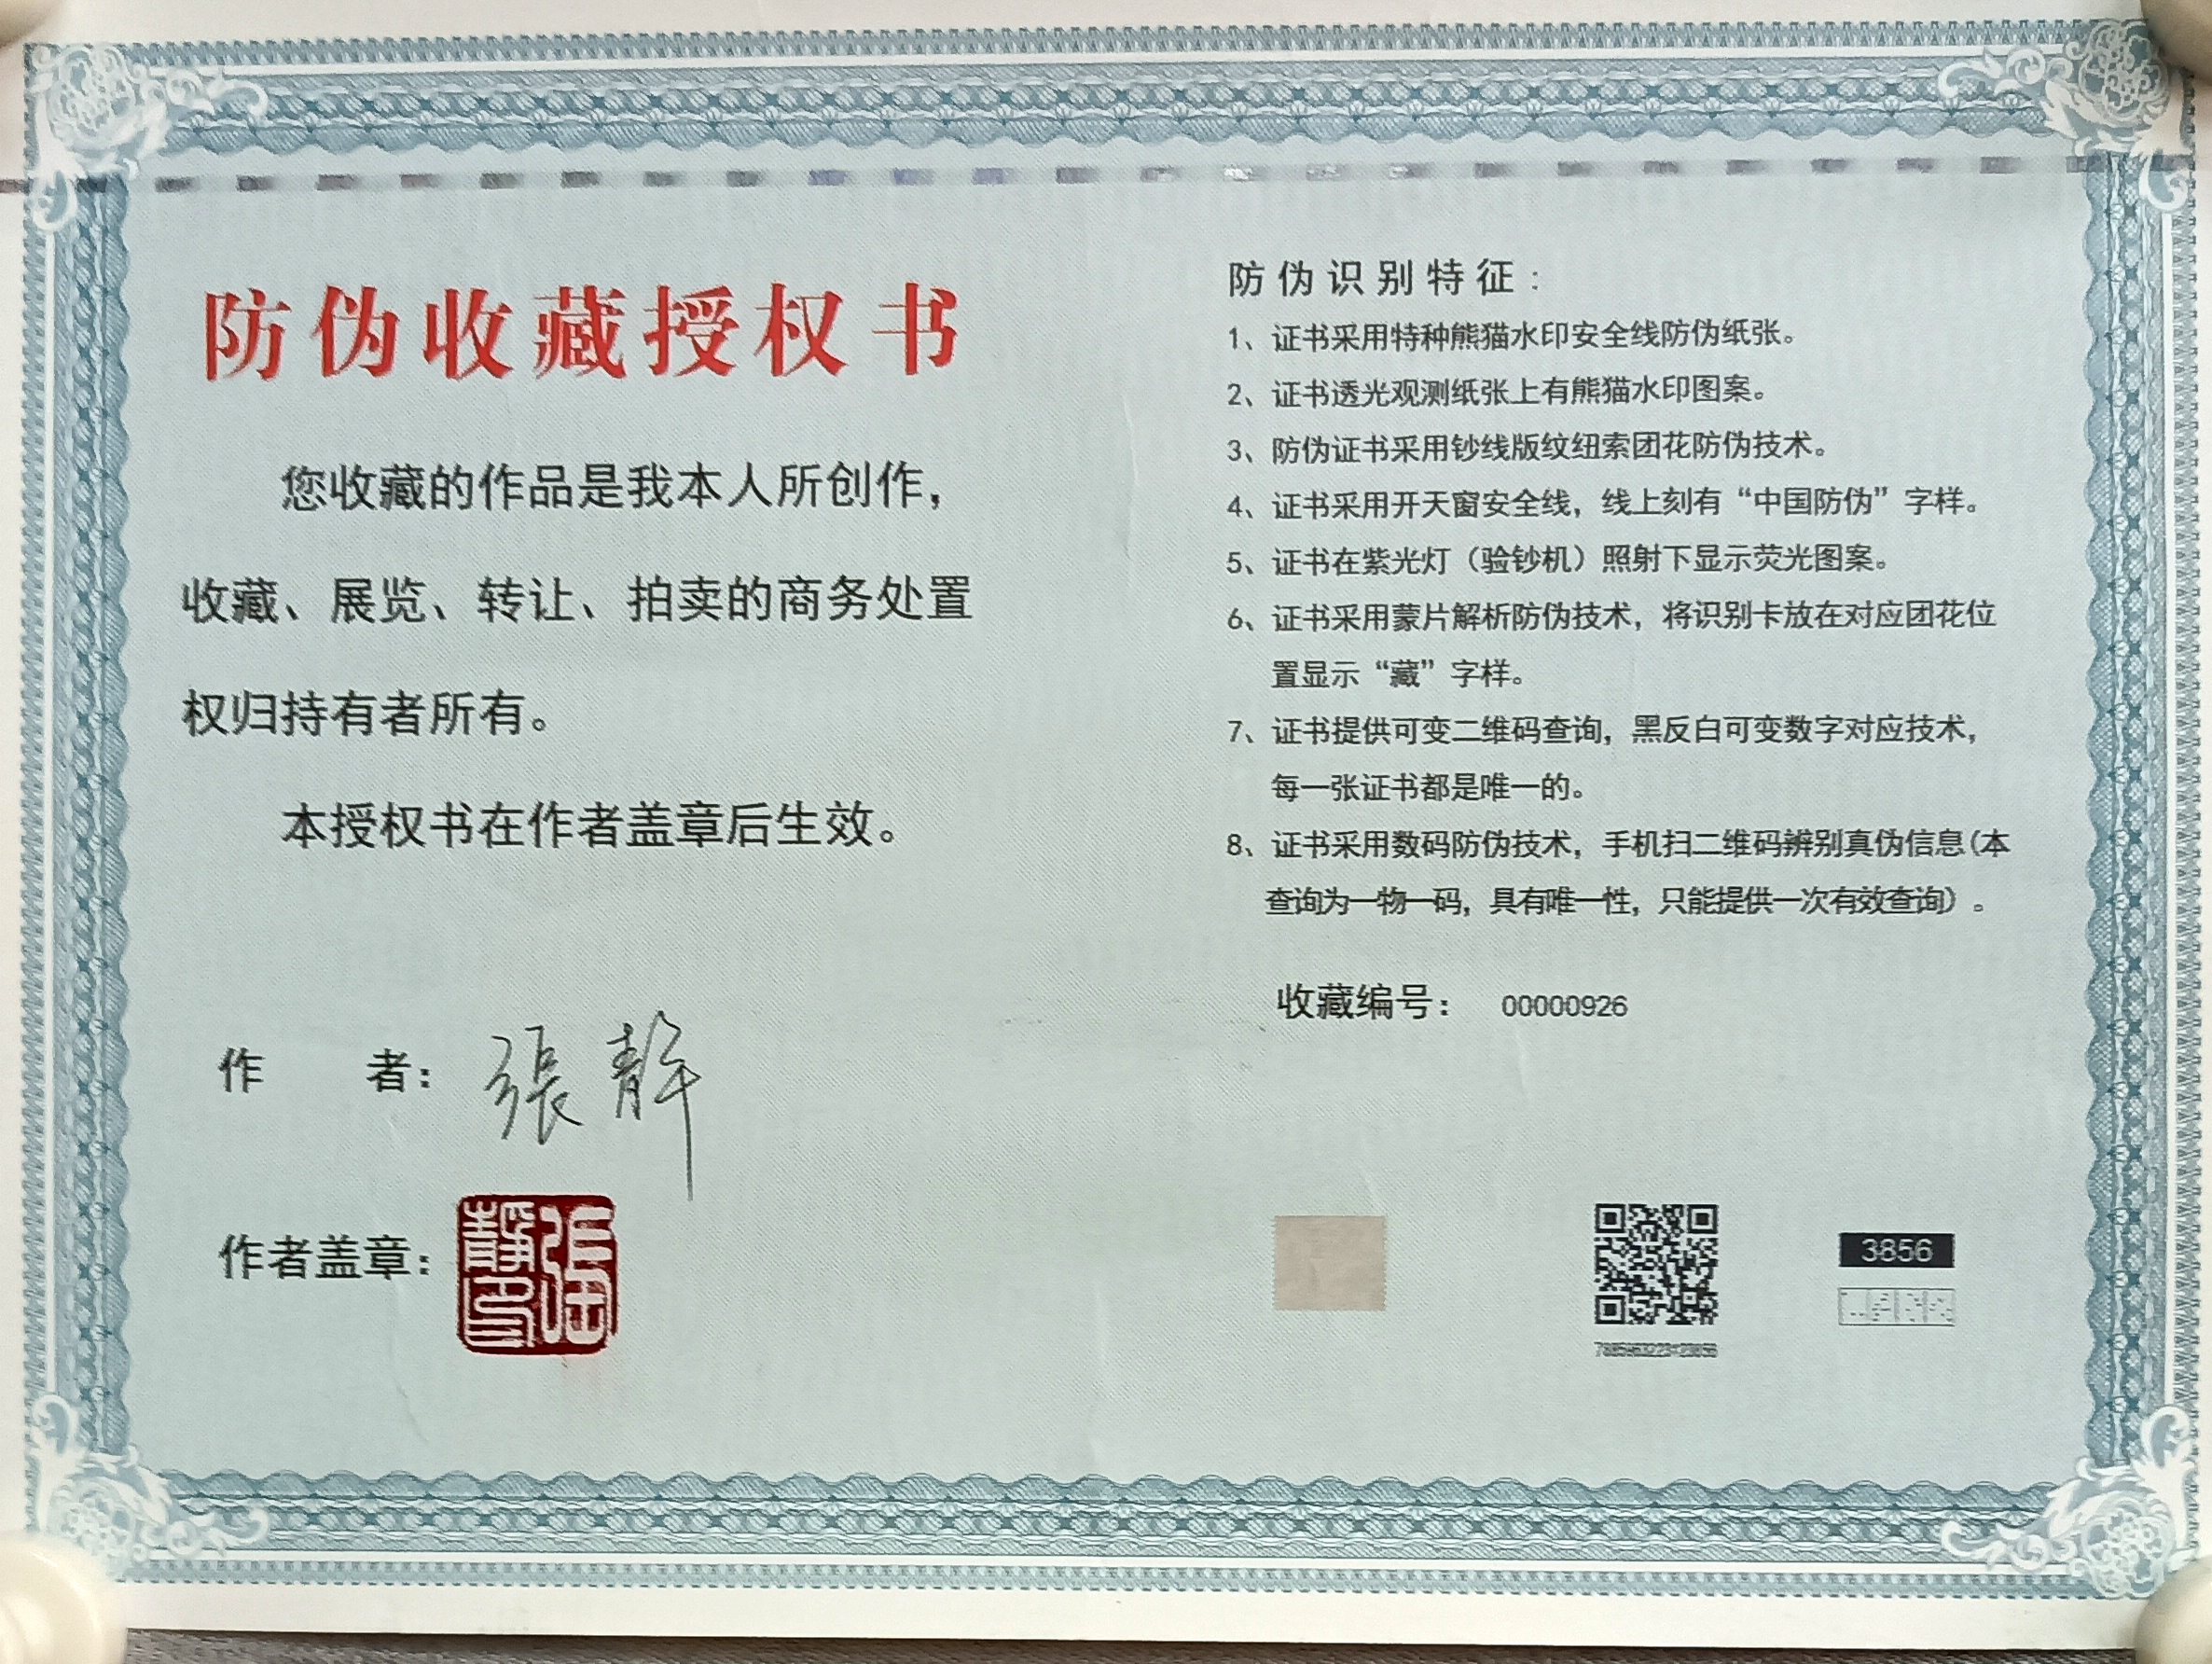 防伪收藏授权书
您收藏的作品是我本人所创作，
收藏、展览、转让、拍卖的商务处置
权归持有者所有。
本授权书在作者盖章后生效。
作　　者：張静
作者盖章：
張靜印
防伪识别特征：
1、证书采用特种熊猫水印安全线防伪纸张。
2、证书透光观测纸张上有熊猫水印图案。
3、防伪证书采用钞线版纹纽索团花防伪技术。
4、证书采用开天窗安全线，线上刻有“中国防伪”字样。
5、证书在紫光灯（验钞机）照射下显示荧光图案。
6、证书采用蒙片解析防伪技术，将识别卡放在对应团花位
置显示“藏”字样。
7、证书提供可变二维码查询，黑反白可变数字对应技术，
每一张证书都是唯一的。
8、证书采用数码防伪技术，手机扫二维码辨别真伪信息(本
查询为一物一码，具有唯一性，只能提供一次有效查询）。
收藏编号：00000926
3856